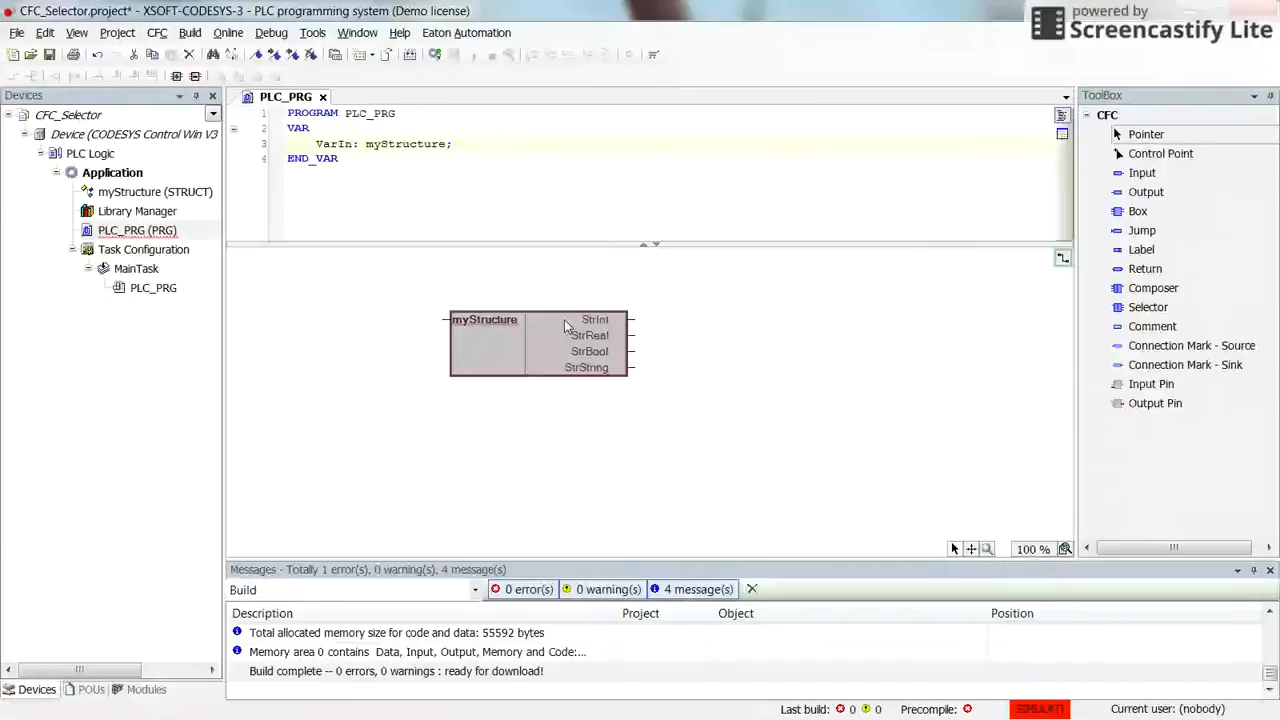 CFC_Selector.project* - XSOFT-CODESYS-3 - PLC programming system (Demo license)
powered by
Screencastify Lite
File Edit View Project CFC Build Online Debug Tools Window Help Eaton Automation
Devices
CFC_Selector
Device (CODESYS Control Win V3
PLC Logic
Application
myStructure (STRUCT)
Library Manager
PLC_PRG (PRG)
Task Configuration
MainTask
PLC_PRG
Devices POUs Modules
PLC_PRG
1 PROGRAM PLC_PRG
2 VAR
3 VarIn: myStructure;
4 END_VAR
myStructure StrInt
StrReal
StrBool
StrString
100 %
ToolBox
CFC
Pointer
Control Point
Input
Output
Box
Jump
Label
Return
Composer
Selector
Comment
Connection Mark - Source
Connection Mark - Sink
Input Pin
Output Pin
Messages - Totally 1 error(s), 0 warning(s), 4 message(s)
Build 0 error(s) 0 warning(s) 4 message(s)
Description Project Object Position
Total allocated memory size for code and data: 55592 bytes
Memory area 0 contains Data, Input, Output, Memory and Code:...
Build complete -- 0 errors, 0 warnings : ready for download!
Last build: 0 0 Precompile: Current user: (nobody)